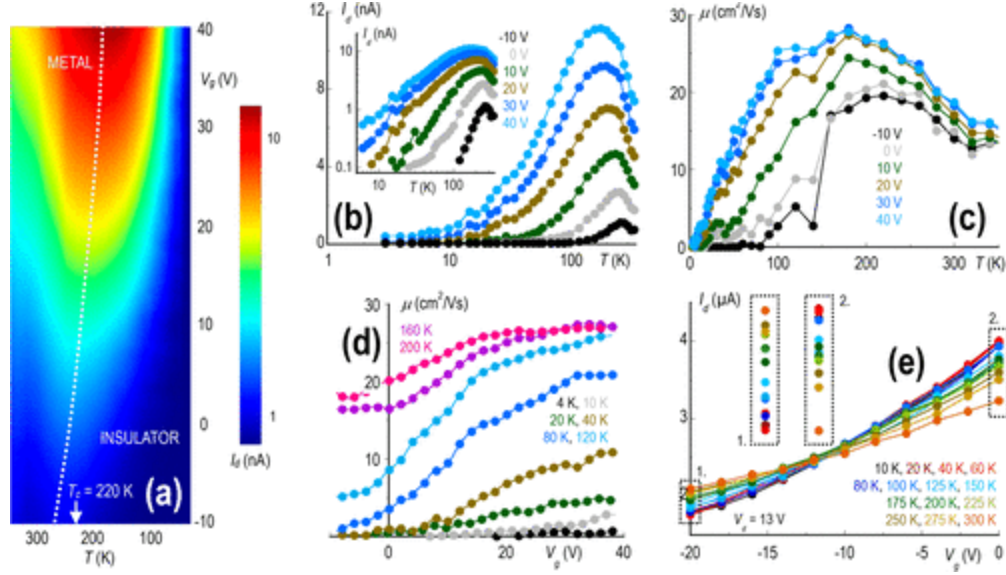 METAL
INSULATOR
T_c = 220 K
(a)
40
V_g (V)
30
20
10
0
-10
10
1
I_d (nA)
300
200
100
T (K)
12
I_d (nA)
8
4
0
1
10
100
T (K)
(b)
I_d (nA)
10
1
0.1
10
100
T (K)
-10 V
0 V
10 V
20 V
30 V
40 V
μ (cm²/Vs)
30
20
10
0
0
100
200
300
T (K)
-10 V
0 V
10 V
20 V
30 V
40 V
(c)
μ (cm²/Vs)
30
20
10
0
20
40
V_g (V)
(d)
160 K
200 K
4 K, 10 K
20 K, 40 K
80 K, 120 K
I_d (μA)
4
3
-20
-15
-10
-5
0
V_g (V)
1.
2.
1.
2.
(e)
10 K, 20 K, 40 K, 60 K
80 K, 100 K, 125 K, 150 K
175 K, 200 K, 225 K
250 K, 275 K, 300 K
= 13 V